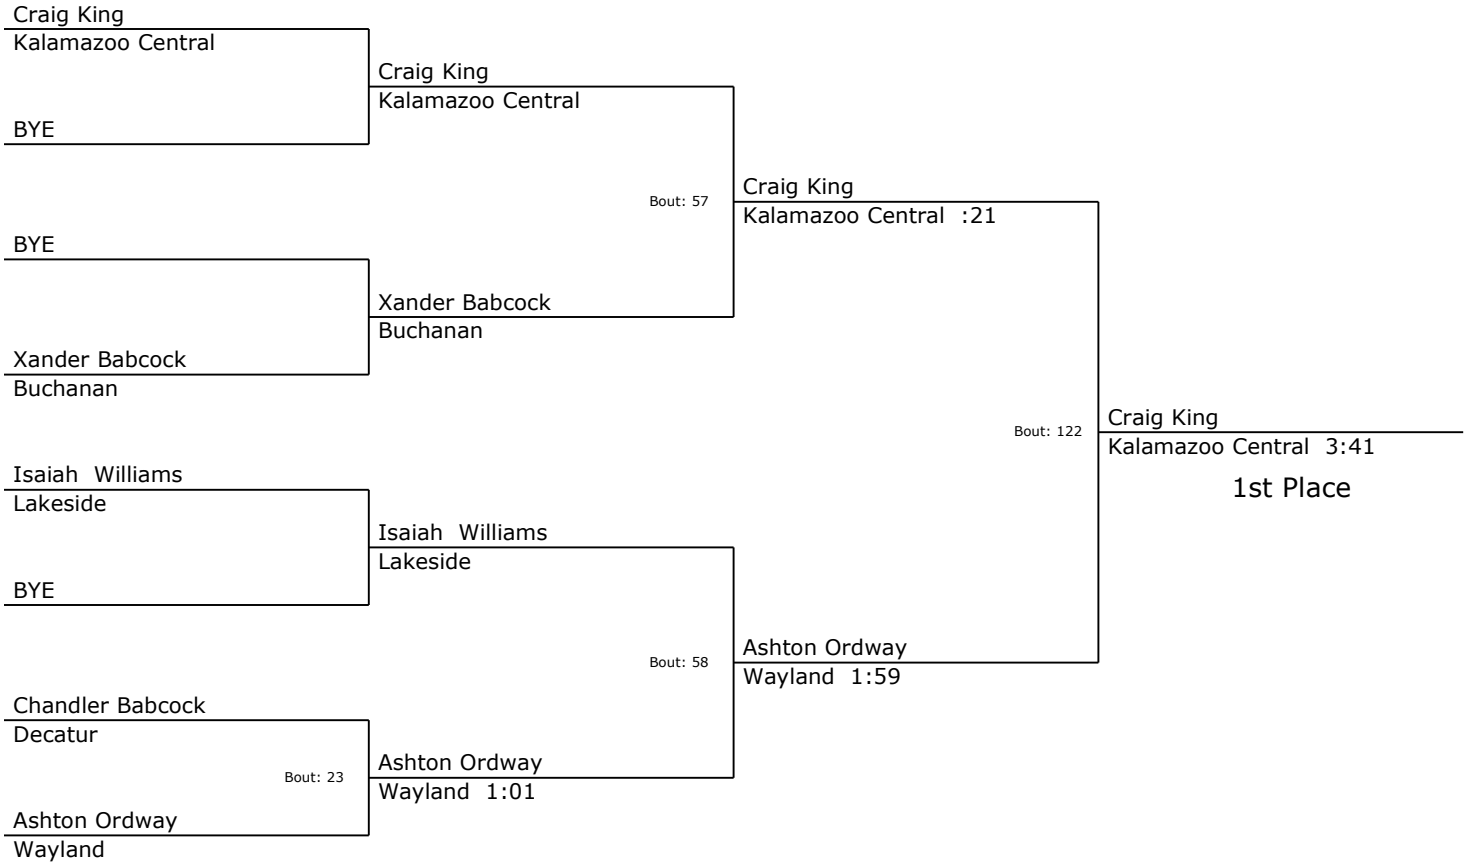 Craig King
Kalamazoo Central
BYE
BYE
Xander Babcock
Buchanan
Isaiah  Williams
Lakeside
BYE
Chandler Babcock
Decatur
Bout: 23
Ashton Ordway
Wayland
Craig King
Kalamazoo Central
Bout: 57
Xander Babcock
Buchanan
Isaiah  Williams
Lakeside
Bout: 58
Ashton Ordway
Wayland  1:01
Craig King
Kalamazoo Central  :21
Bout: 122
Ashton Ordway
Wayland  1:59
Craig King
Kalamazoo Central  3:41
1st Place